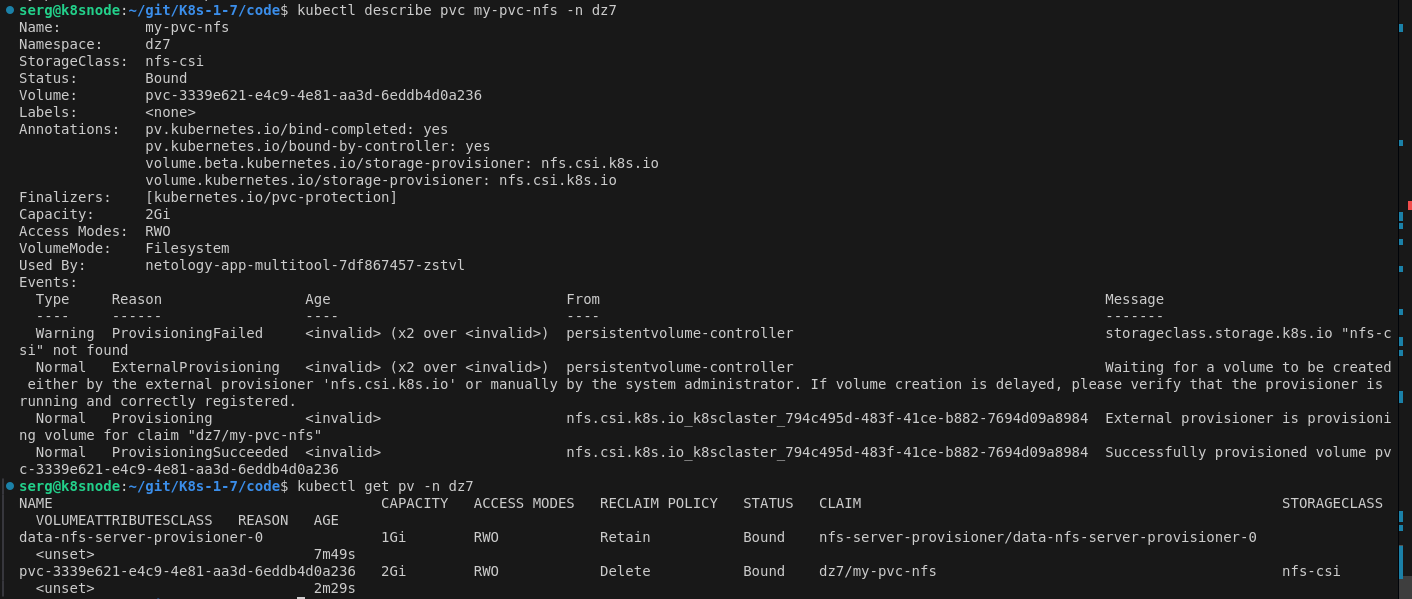 serg@k8snode:~/git/K8s-1-7/code$ kubectl describe pvc my-pvc-nfs -n dz7
Name:          my-pvc-nfs
Namespace:     dz7
StorageClass:  nfs-csi
Status:        Bound
Volume:        pvc-3339e621-e4c9-4e81-aa3d-6eddb4d0a236
Labels:        <none>
Annotations:   pv.kubernetes.io/bind-completed: yes
               pv.kubernetes.io/bound-by-controller: yes
               volume.beta.kubernetes.io/storage-provisioner: nfs.csi.k8s.io
               volume.kubernetes.io/storage-provisioner: nfs.csi.k8s.io
Finalizers:    [kubernetes.io/pvc-protection]
Capacity:      2Gi
Access Modes:  RWO
VolumeMode:    Filesystem
Used By:       netology-app-multitool-7df867457-zstvl
Events:
  Type     Reason                 Age                            From                                                            Message
  ----     ------                 ----                           ----                                                            -------
  Warning  ProvisioningFailed     <invalid> (x2 over <invalid>)  persistentvolume-controller                                     storageclass.storage.k8s.io "nfs-c
si" not found
  Normal   ExternalProvisioning   <invalid> (x2 over <invalid>)  persistentvolume-controller                                     Waiting for a volume to be created
 either by the external provisioner 'nfs.csi.k8s.io' or manually by the system administrator. If volume creation is delayed, please verify that the provisioner is
running and correctly registered.
  Normal   Provisioning           <invalid>                      nfs.csi.k8s.io_k8sclaster_794c495d-483f-41ce-b882-7694d09a8984  External provisioner is provisioni
ng volume for claim "dz7/my-pvc-nfs"
  Normal   ProvisioningSucceeded  <invalid>                      nfs.csi.k8s.io_k8sclaster_794c495d-483f-41ce-b882-7694d09a8984  Successfully provisioned volume pv
c-3339e621-e4c9-4e81-aa3d-6eddb4d0a236
serg@k8snode:~/git/K8s-1-7/code$ kubectl get pv -n dz7
NAME                                       CAPACITY   ACCESS MODES   RECLAIM POLICY   STATUS   CLAIM                                                  STORAGECLASS
  VOLUMEATTRIBUTESCLASS   REASON   AGE
data-nfs-server-provisioner-0              1Gi        RWO            Retain           Bound    nfs-server-provisioner/data-nfs-server-provisioner-0
  <unset>                          7m49s
pvc-3339e621-e4c9-4e81-aa3d-6eddb4d0a236   2Gi        RWO            Delete           Bound    dz7/my-pvc-nfs                                         nfs-csi
  <unset>                          2m29s